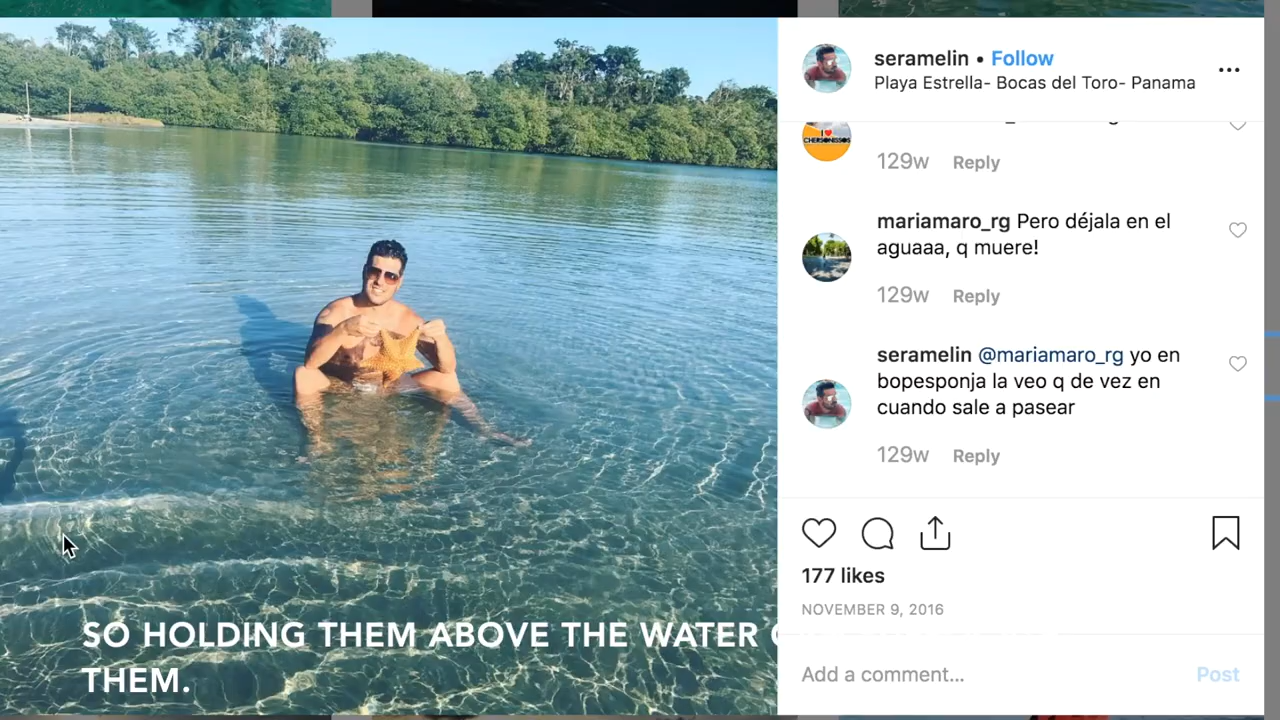 seramelin • Follow
Playa Estrella- Bocas del Toro- Panama
I
CHERSONISSOS
129w Reply
mariamaro_rg Pero déjala en el
aguaaa, q muere!
129w Reply
seramelin @mariamaro_rg yo en
bopesponja la veo q de vez en
cuando sale a pasear
129w Reply
177 likes
NOVEMBER 9, 2016
Add a comment... Post
SO HOLDING THEM ABOVE THE WATER
THEM.